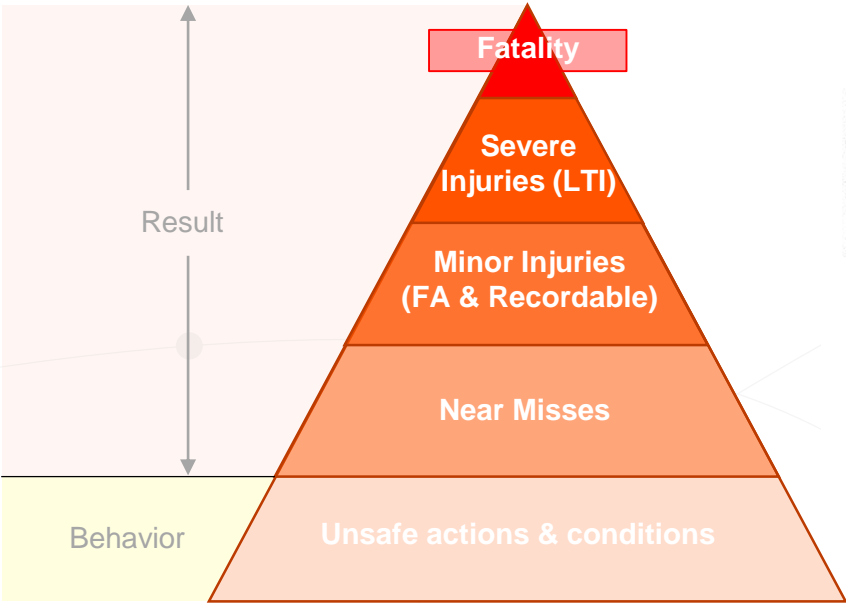 Fatality
Severe
Injuries (LTI)
Result
Minor Injuries
(FA & Recordable)
Near Misses
Behavior
Unsafe actions & conditions